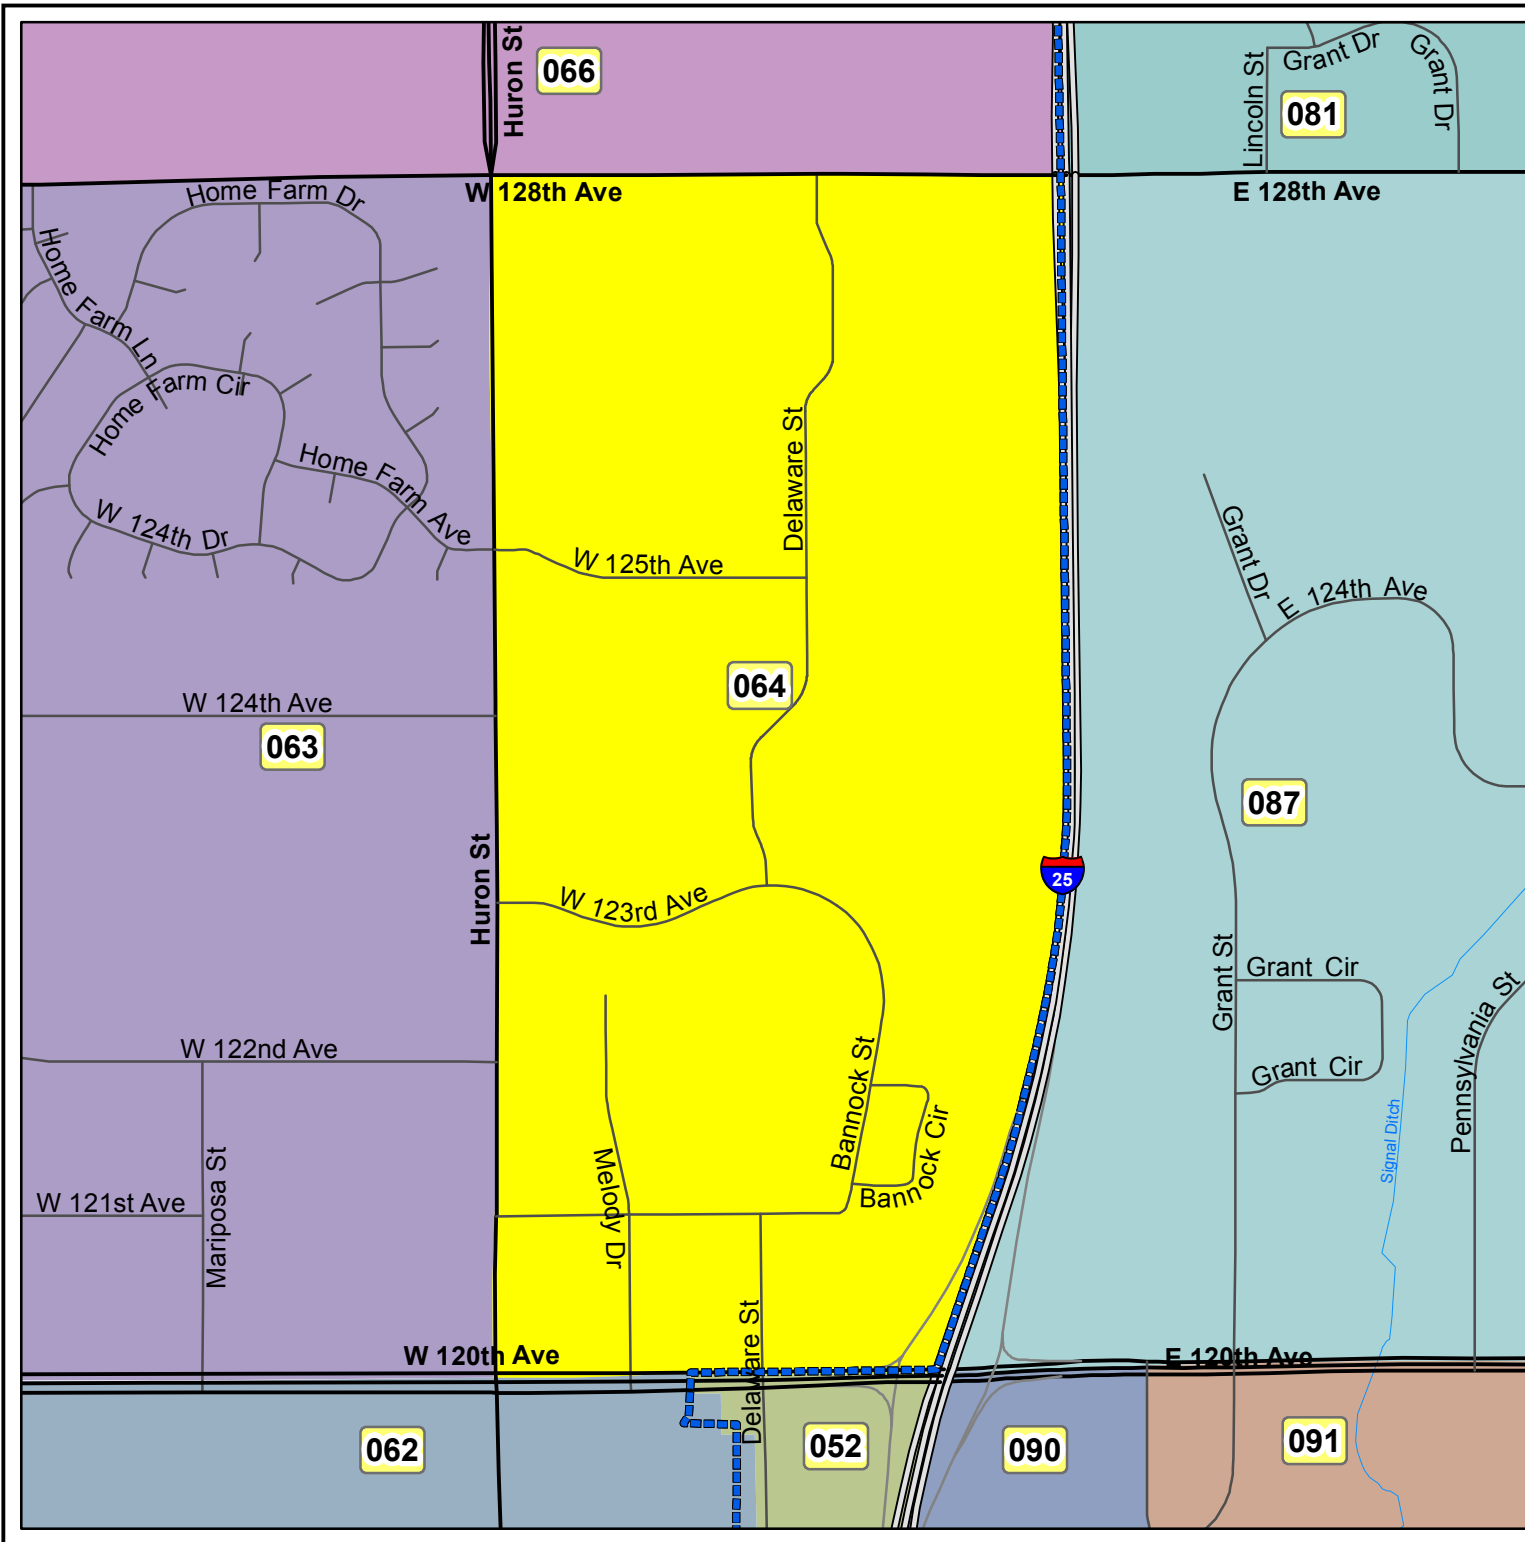 Huron St
066
Lincoln St
Grant Dr
Grant Dr
081
W 128th Ave
E 128th Ave
Home Farm Dr
Home Farm Ln
Home Farm Cir
Home Farm Ave
W 124th Dr
Delaware St
W 125th Ave
Grant Dr
E 124th Ave
064
W 124th Ave
063
087
Huron St
25
W 123rd Ave
Grant St
Grant Cir
Pennsylvania St
W 122nd Ave
Bannock St
Grant Cir
Bannock Cir
Signal Ditch
Melody Dr
W 121st Ave
Mariposa St
Delaware St
W 120th Ave
E 120th Ave
062
052
090
091